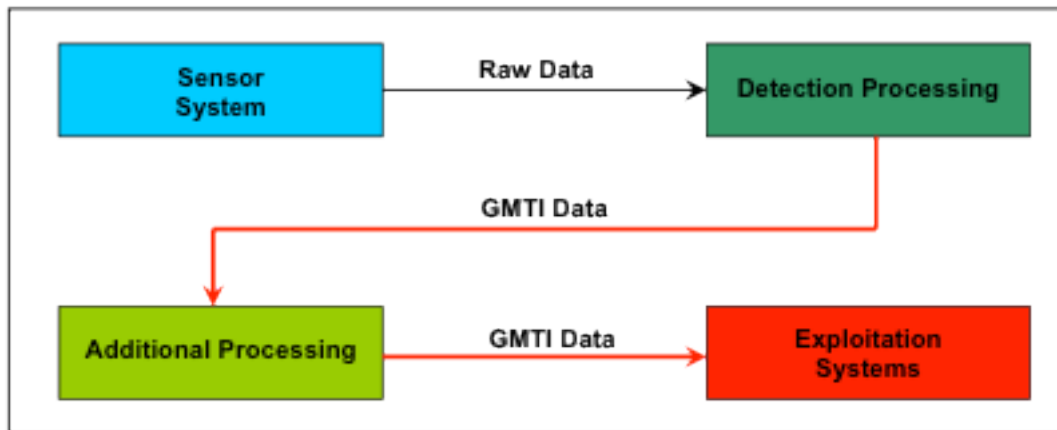 Sensor
System
Raw Data
Detection Processing
GMTI Data
Additional Processing
GMTI Data
Exploitation
Systems